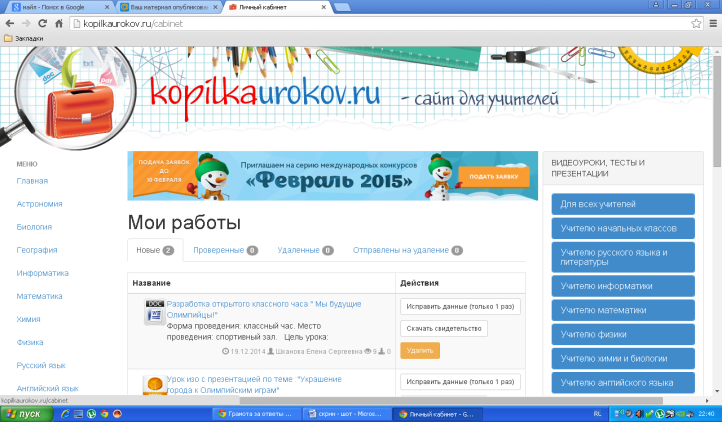 найя - Поиск в Google
Ваш материал опубликован
Личный кабинет
kopilkaurokov.ru/cabinet
Закладки
doc
txt
pdf
kopilkaurokov.ru - сайт для учителей
МЕНЮ
Главная
Астрономия
Биология
География
Информатика
Математика
Химия
Физика
Русский язык
Английский язык
ПОДАЧА ЗАЯВОК
ДО
10 ФЕВРАЛЯ
Приглашаем на серию международных конкурсов
«Февраль 2015»
ПОДАТЬ ЗАЯВКУ
Мои работы
Новые 2
Проверенные 0
Удаленные 0
Отправлены на удаление 0
Название
Действия
DOC
Разработка открытого классного часа " Мы будущие
Олимпийцы!"
Форма проведения: классный час. Место
проведения: спортивный зал. Цель урока:
19.12.2014 Шканова Елена Сергеевна 9 0
Исправить данные (только 1 раз)
Скачать свидетельство
Удалить
Урок изо с презентацией по теме :"Украшение
города к Олимпийским играм"
Исправить данные (только 1 раз)
ВИДЕОУРОКИ, ТЕСТЫ И
ПРЕЗЕНТАЦИИ
Для всех учителей
Учителю начальных классов
Учителю русского языка и
литературы
Учителю информатики
Учителю математики
Учителю физики
Учителю химии и биологии
Учителю английского языка
kopilkaurokov.ru/cabinet
пуск
Грамота за ответы ...
скрин - шот - Micros...
Личный кабинет - G...
RL
22:40